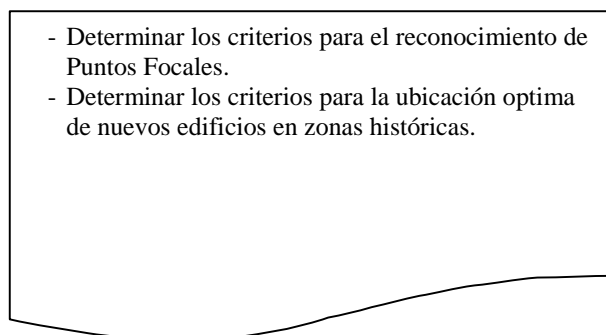 - Determinar los criterios para el reconocimiento de
Puntos Focales.
- Determinar los criterios para la ubicación optima
de nuevos edificios en zonas históricas.